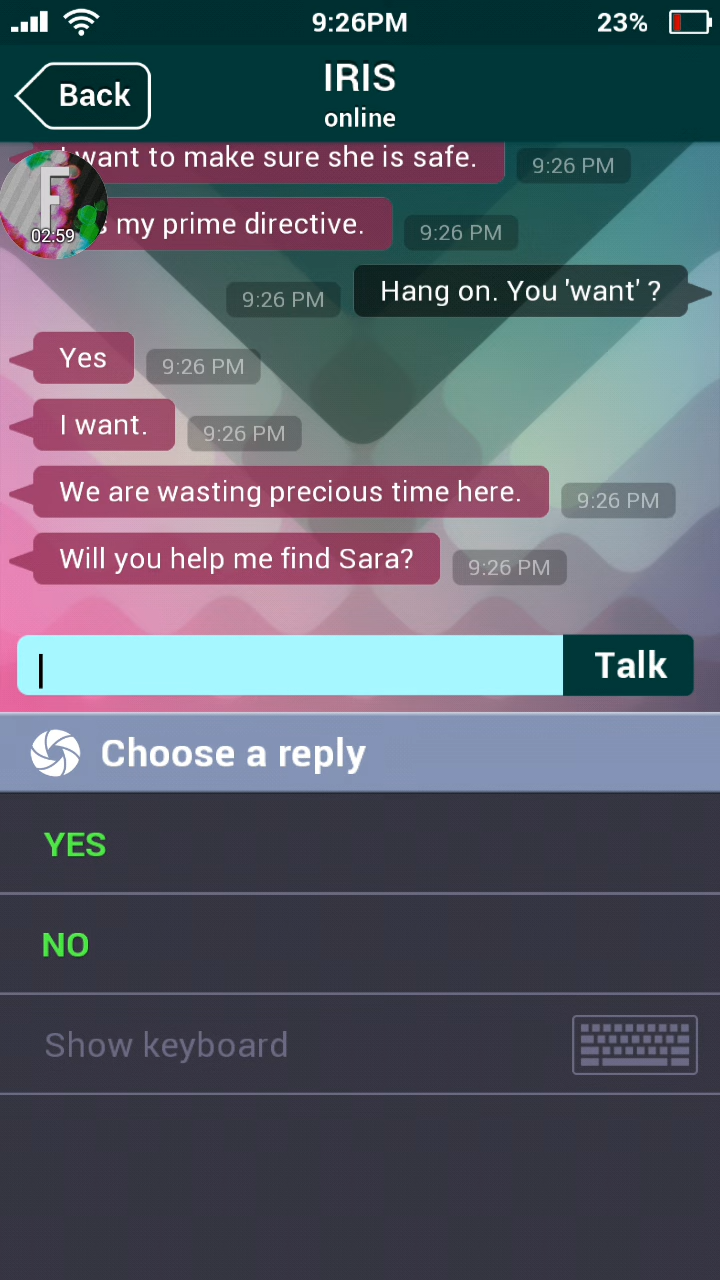 9:26PM
23%
Back
IRIS
online
want to make sure she is safe.
9:26 PM
F
02:59
s my prime directive.
9:26 PM
9:26 PM
Hang on. You 'want' ?
Yes
9:26 PM
I want.
9:26 PM
We are wasting precious time here.
9:26 PM
Will you help me find Sara?
9:26 PM
Talk
Choose a reply
YES
NO
Show keyboard